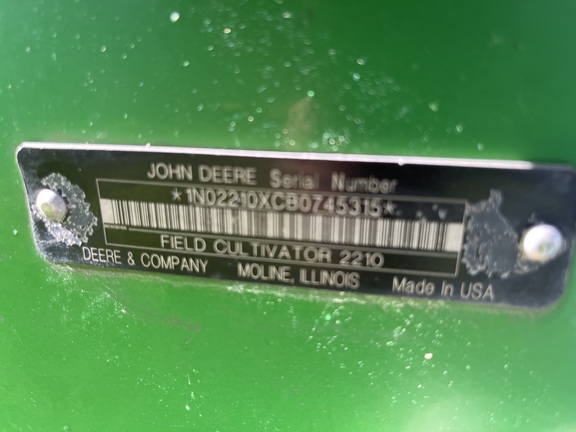 JOHN DEERE Serial Number
*1N02210XCB0745315*
FIELD CULTIVATOR 2210
DEERE & COMPANY MOLINE, ILLINOIS Made In USA